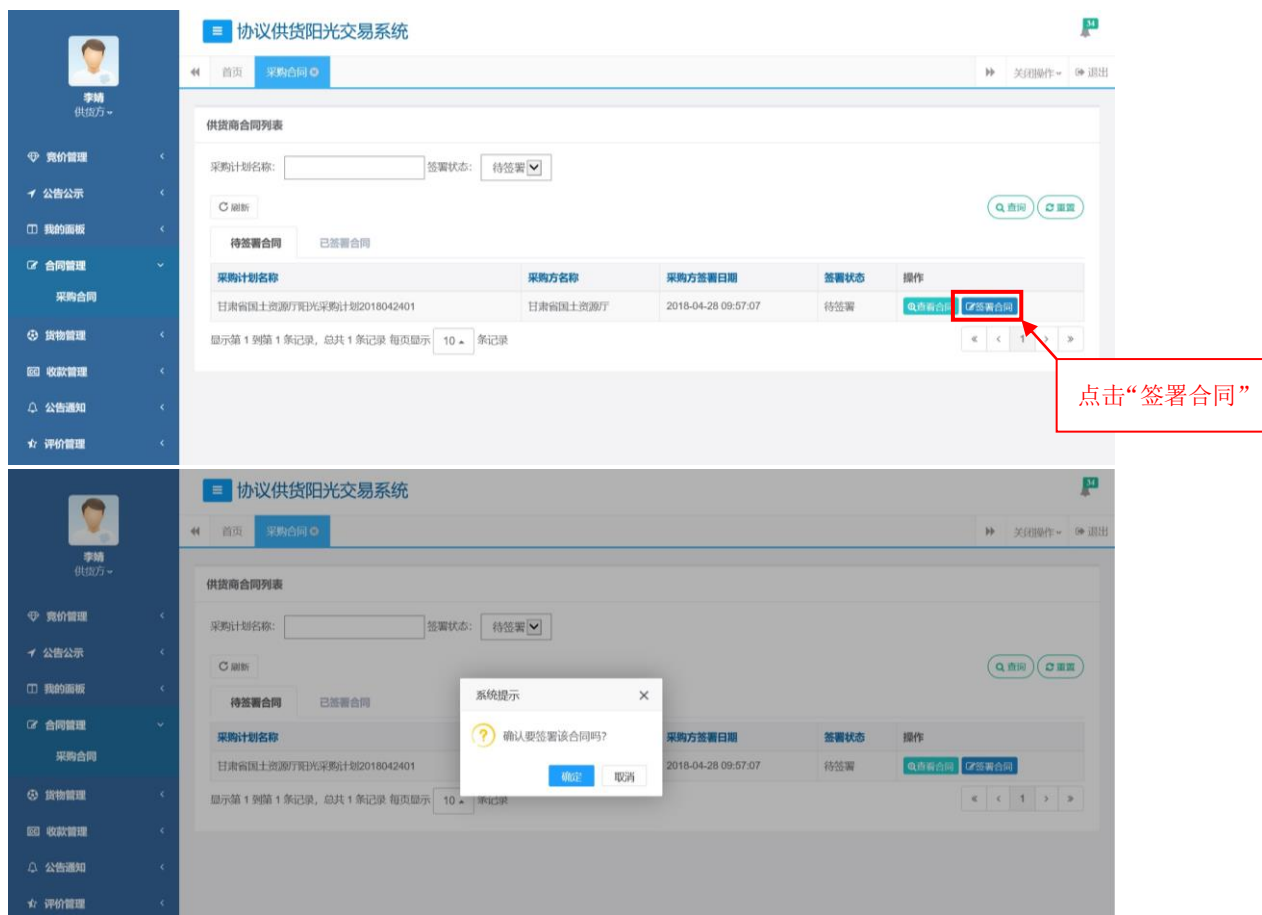 协议供货阳光交易系统
34
首页 采购合同 关闭操作 退出
李婧
供货方
供货商合同列表
竞价管理
采购计划名称: 签署状态: 待签署
公告公示
刷新 查询 重置
我的面板
待签署合同 已签署合同
合同管理
采购计划名称 采购方名称 采购方签署日期 签署状态 操作
采购合同
甘肃省国土资源厅阳光采购计划2018042401 甘肃省国土资源厅 2018-04-28 09:57:07 待签署 查看合同 签署合同
货物管理
显示第 1 到第 1 条记录, 总共 1 条记录 每页显示 10 条记录 « ‹ 1 › »
收款管理
点击“签署合同”
公告通知
评价管理
协议供货阳光交易系统
34
首页 采购合同 关闭操作 退出
李婧
供货方
供货商合同列表
竞价管理
采购计划名称: 签署状态: 待签署
公告公示
刷新 查询 重置
我的面板
系统提示
待签署合同 已签署合同
合同管理
确认要签署该合同吗?
采购计划名称 采购方签署日期 签署状态 操作
采购合同
甘肃省国土资源厅阳光采购计划2018042401 2018-04-28 09:57:07 待签署 查看合同 签署合同
确定 取消
货物管理
显示第 1 到第 1 条记录, 总共 1 条记录 每页显示 10 条记录 « ‹ 1 › »
收款管理
公告通知
评价管理